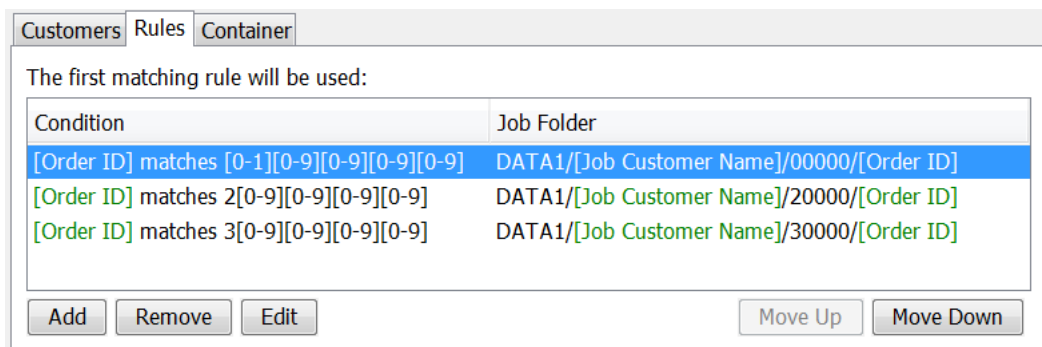 Customers Rules Container
The first matching rule will be used:
Condition Job Folder
[Order ID] matches [0-1][0-9][0-9][0-9][0-9] DATA1/[Job Customer Name]/00000/[Order ID]
[Order ID] matches 2[0-9][0-9][0-9][0-9] DATA1/[Job Customer Name]/20000/[Order ID]
[Order ID] matches 3[0-9][0-9][0-9][0-9] DATA1/[Job Customer Name]/30000/[Order ID]
Add Remove Edit Move Up Move Down